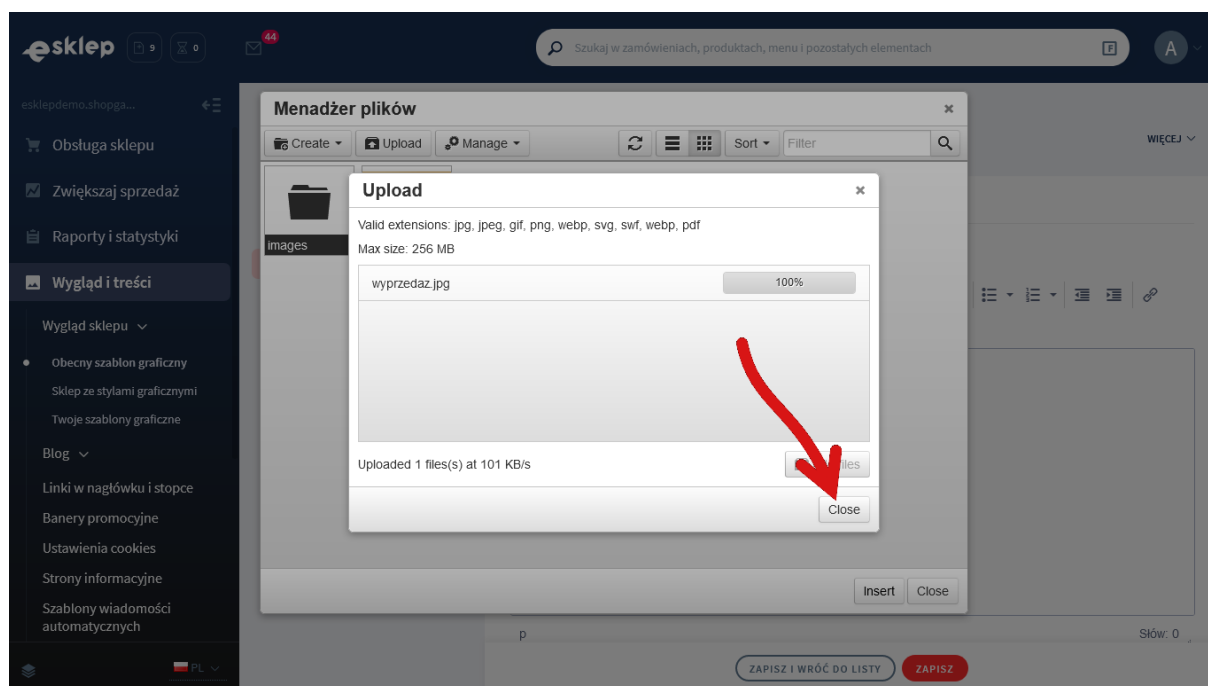 esklep 9 0 44 Szukaj w zamówieniach, produktach, menu i pozostałych elementach F A
esklepdemo.shopga...
Obsługa sklepu
Zwiększaj sprzedaż
Raporty i statystyki
Wygląd i treści
Wygląd sklepu
Obecny szablon graficzny
Sklep ze stylami graficznymi
Twoje szablony graficzne
Blog
Linki w nagłówku i stopce
Banery promocyjne
Ustawienia cookies
Strony informacyjne
Szablony wiadomości
automatycznych
PL
WIĘCEJ
Menadżer plików ×
Create Upload Manage Sort Filter
images
Upload ×
Valid extensions: jpg, jpeg, gif, png, webp, svg, swf, webp, pdf
Max size: 256 MB
wyprzedaz.jpg 100%
Uploaded 1 files(s) at 101 KB/s
Close
Insert Close
p Słów: 0
ZAPISZ I WRÓĆ DO LISTY ZAPISZ